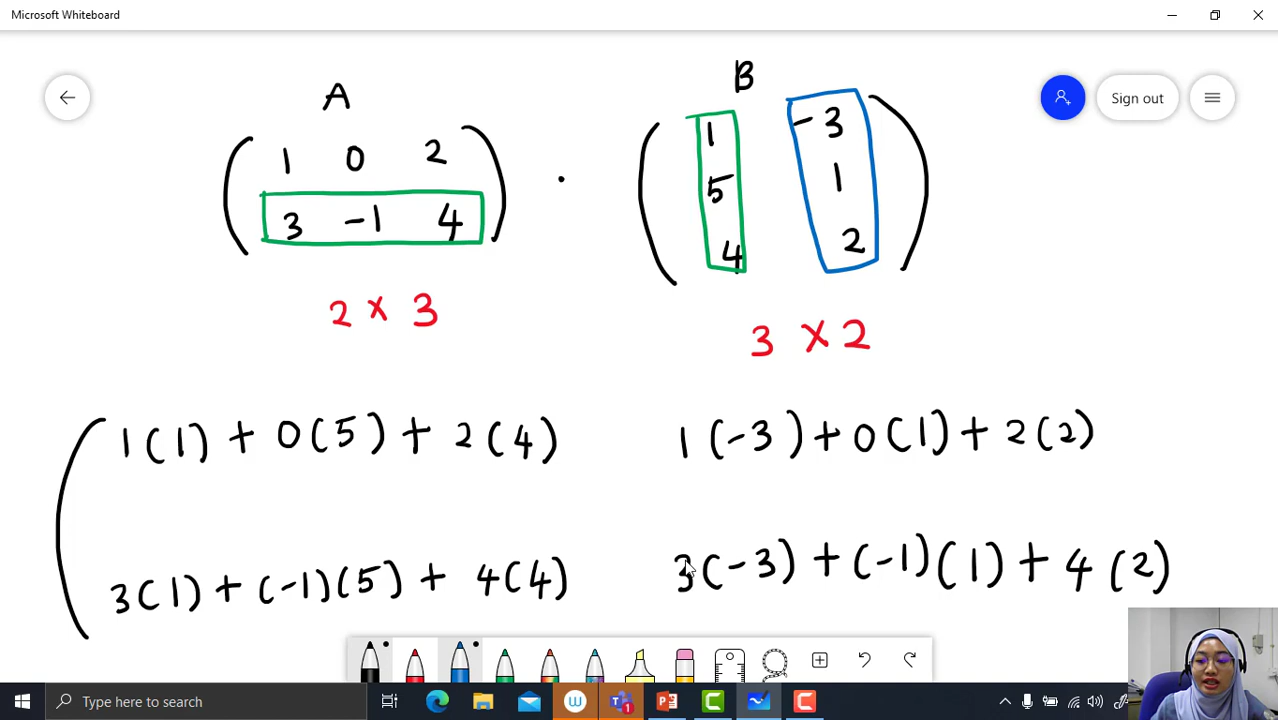 Microsoft Whiteboard
Sign out
A
B
( 1 0 2 )
( 3 -1 4 )
·
( 1 -3 )
( 5 1 )
( 4 2 )
2 x 3
3 x 2
1(1) + 0(5) + 2(4) 1(-3) + 0(1) + 2(2)
3(1) + (-1)(5) + 4(4) 3(-3) + (-1)(1) + 4(2)
Type here to search